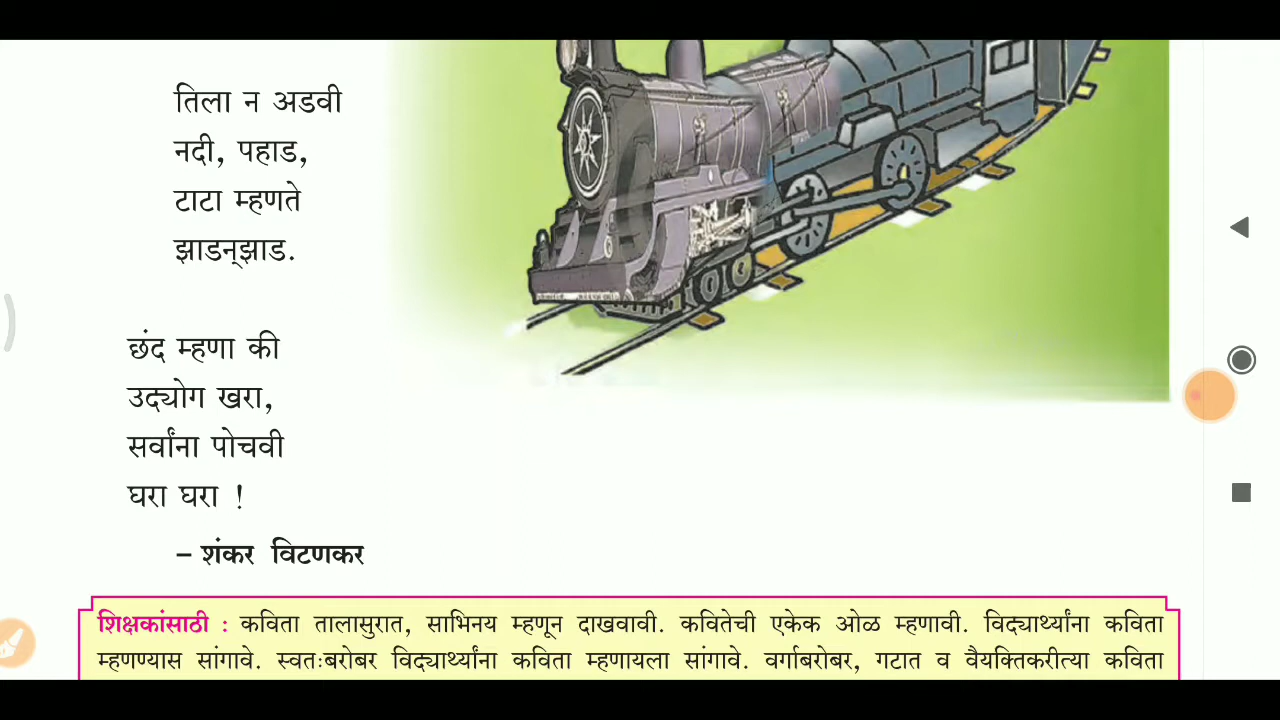 तिला न अडवी
नदी, पहाड,
टाटा म्हणते
झाडन्‌झाड.
छंद म्हणा की
उद्योग खरा,
सर्वांना पोचवी
घरा घरा !
– शंकर विटणकर
शिक्षकांसाठी : कविता तालासुरात, साभिनय म्हणून दाखवावी. कवितेची एकेक ओळ म्हणावी. विद्यार्थ्यांना कविता
म्हणण्यास सांगावे. स्वतःबरोबर विद्यार्थ्यांना कविता म्हणायला सांगावे. वर्गाबरोबर, गटात व वैयक्तिकरीत्या कविता